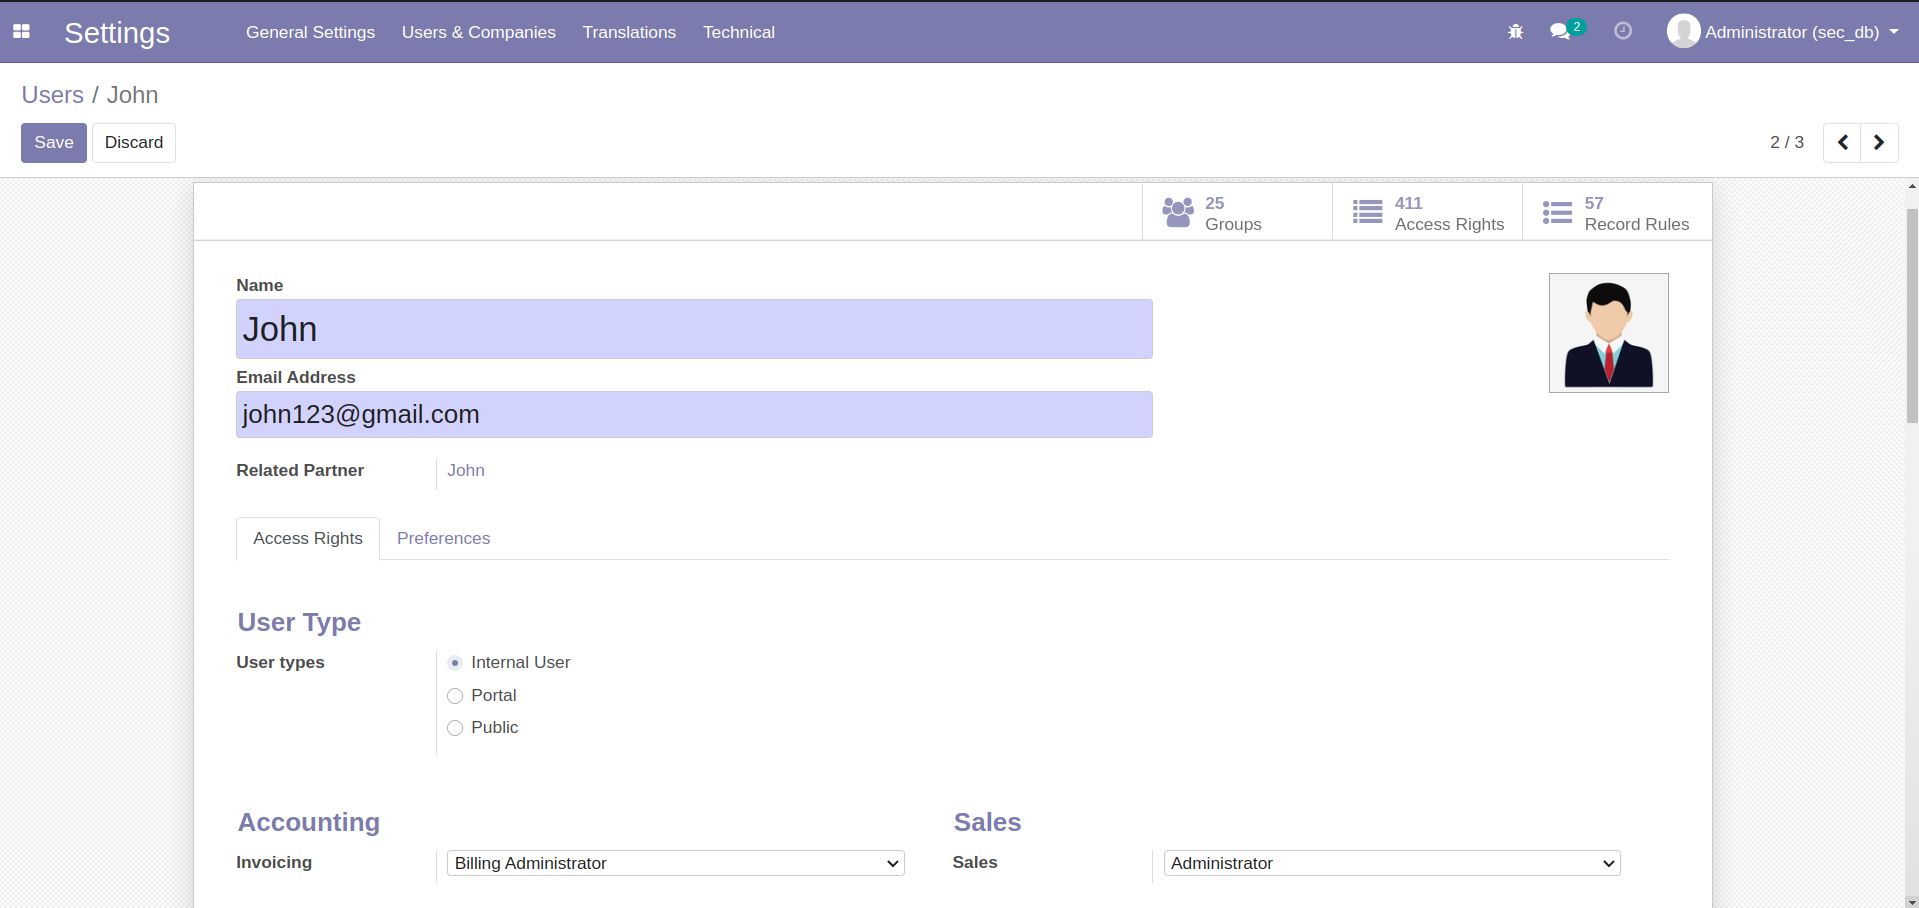 Settings General Settings Users & Companies Translations Technical 2 Administrator (sec_db)
Users / John
Save Discard 2 / 3
25 Groups 411 Access Rights 57 Record Rules
Name
John
Email Address
john123@gmail.com
Related Partner John
Access Rights Preferences
User Type
User types Internal User
Portal
Public
Accounting Sales
Invoicing Billing Administrator Sales Administrator